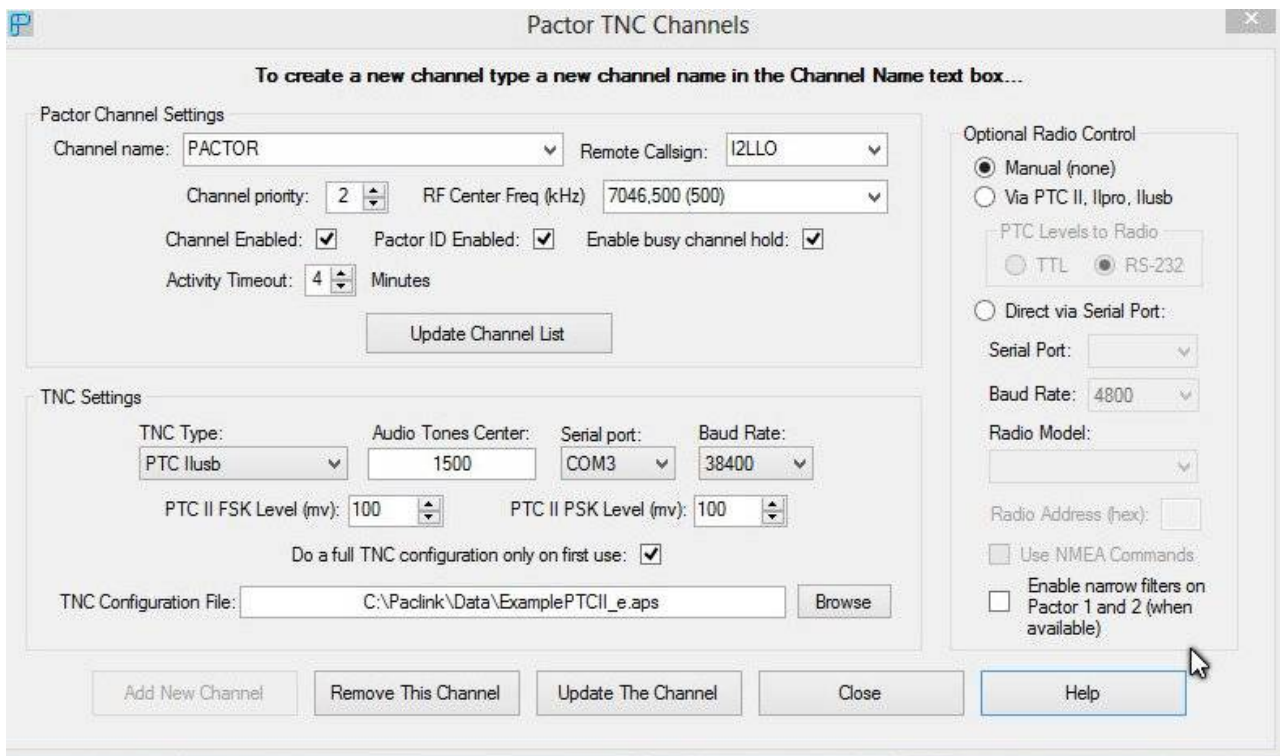 Pactor TNC Channels
To create a new channel type a new channel name in the Channel Name text box...
Pactor Channel Settings
Channel name: PACTOR Remote Callsign: I2LLO
Channel priority: 2 RF Center Freq (kHz) 7046,500 (500)
Channel Enabled: Pactor ID Enabled: Enable busy channel hold:
Activity Timeout: 4 Minutes
Update Channel List
TNC Settings
TNC Type: Audio Tones Center: Serial port: Baud Rate:
PTC IIusb 1500 COM3 38400
PTC II FSK Level (mv): 100 PTC II PSK Level (mv): 100
Do a full TNC configuration only on first use:
TNC Configuration File: C:\Paclink\Data\ExamplePTCII_e.aps Browse
Optional Radio Control
Manual (none)
Via PTC II, IIpro, IIusb
PTC Levels to Radio
TTL RS-232
Direct via Serial Port:
Serial Port:
Baud Rate: 4800
Radio Model:
Radio Address (hex):
Use NMEA Commands
Enable narrow filters on
Pactor 1 and 2 (when
available)
Add New Channel Remove This Channel Update The Channel Close Help